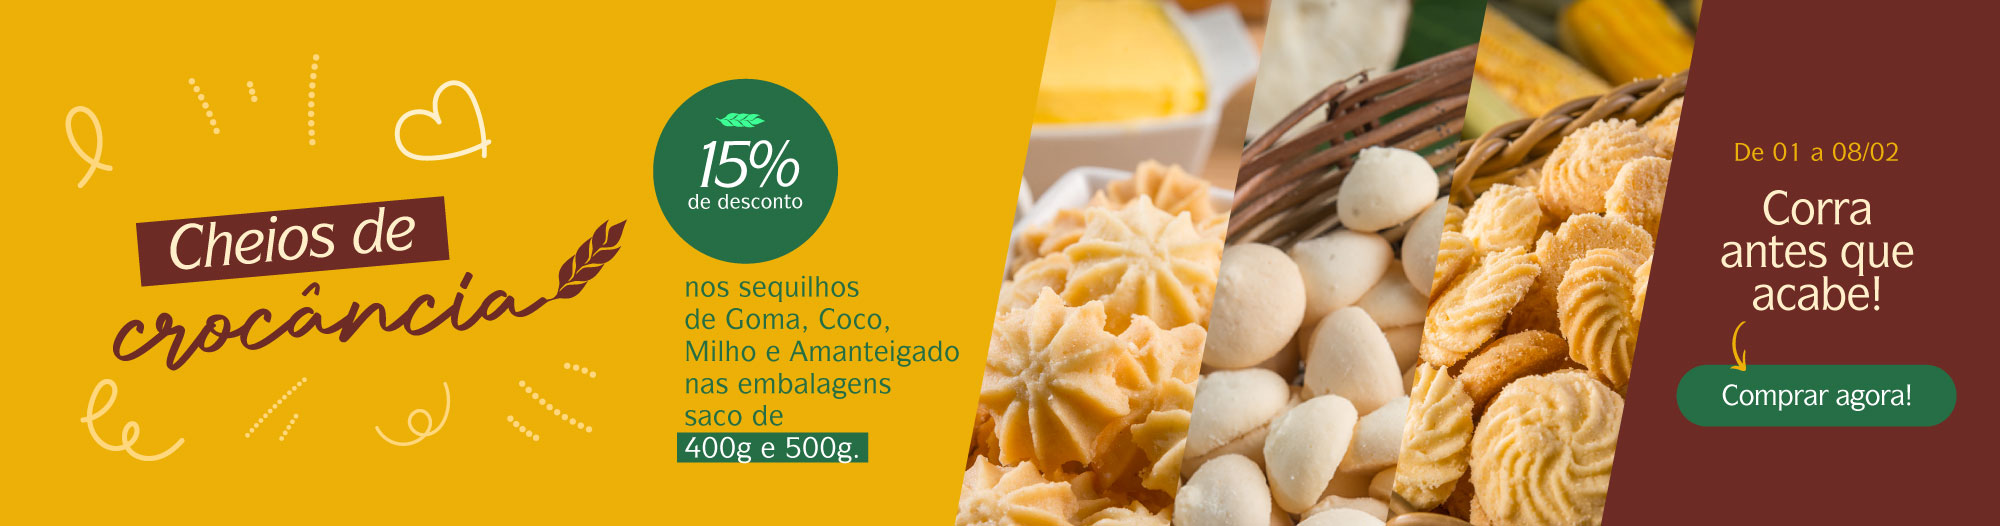 Cheios de
crocância
15%
de desconto
nos sequilhos
de Goma, Coco,
Milho e Amanteigado
nas embalagens
saco de
400g e 500g.
De 01 a 08/02
Corra
antes que
acabe!
Comprar agora!